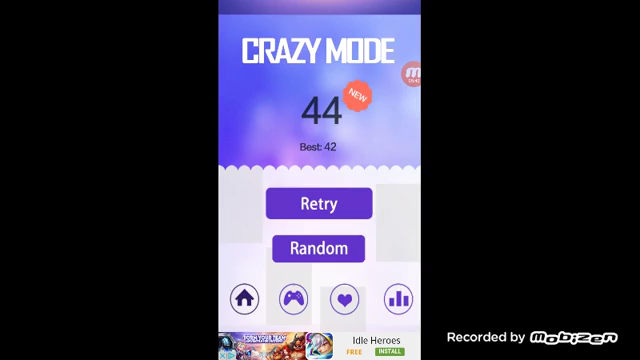 CRAZY MODE
NEW
44
Best: 42
Retry
Random
Idle Heroes
FREE
INSTALL
Recorded by MOBIZEN